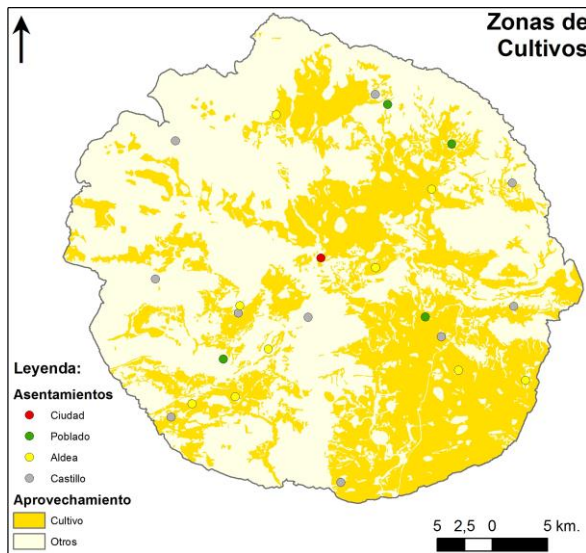 Zonas de
Cultivos
Leyenda:
Asentamientos
Ciudad
Poblado
Aldea
Castillo
Aprovechamiento
Cultivo
Otros
5 2,5 0 5 km.